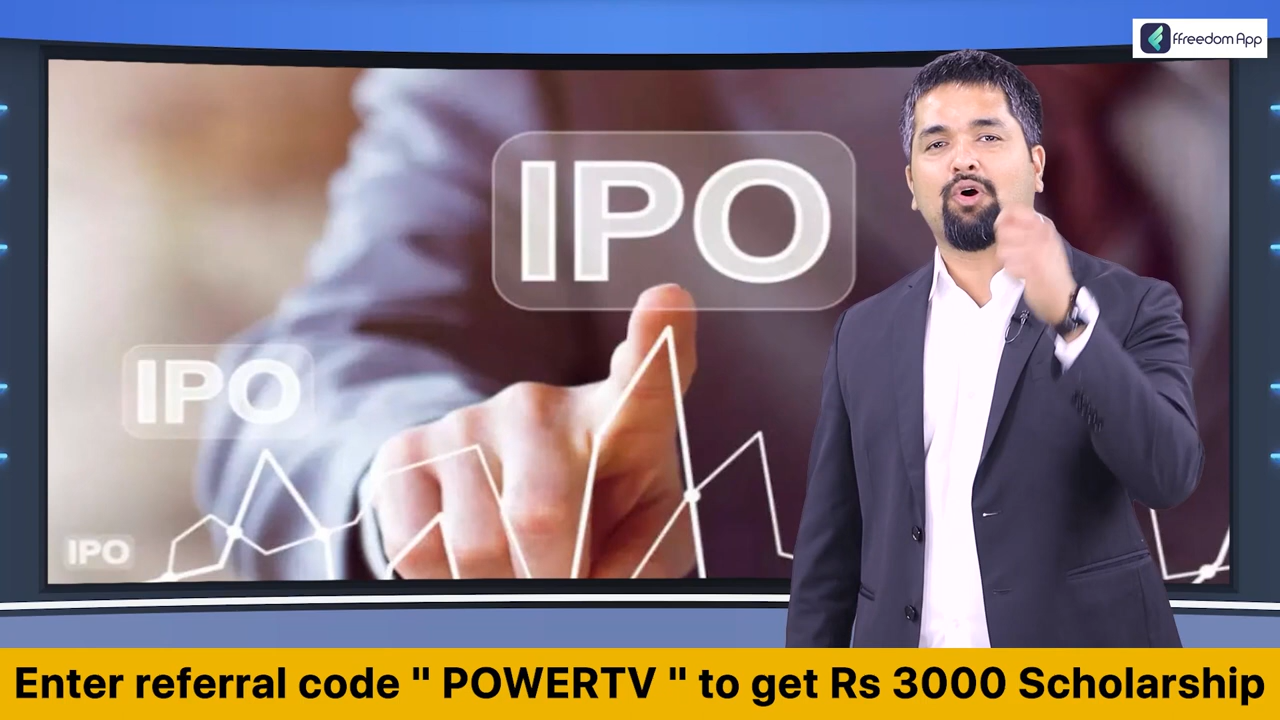 ffreedom App
IPO
IPO
IPO
Enter referral code " POWERTV " to get Rs 3000 Scholarship